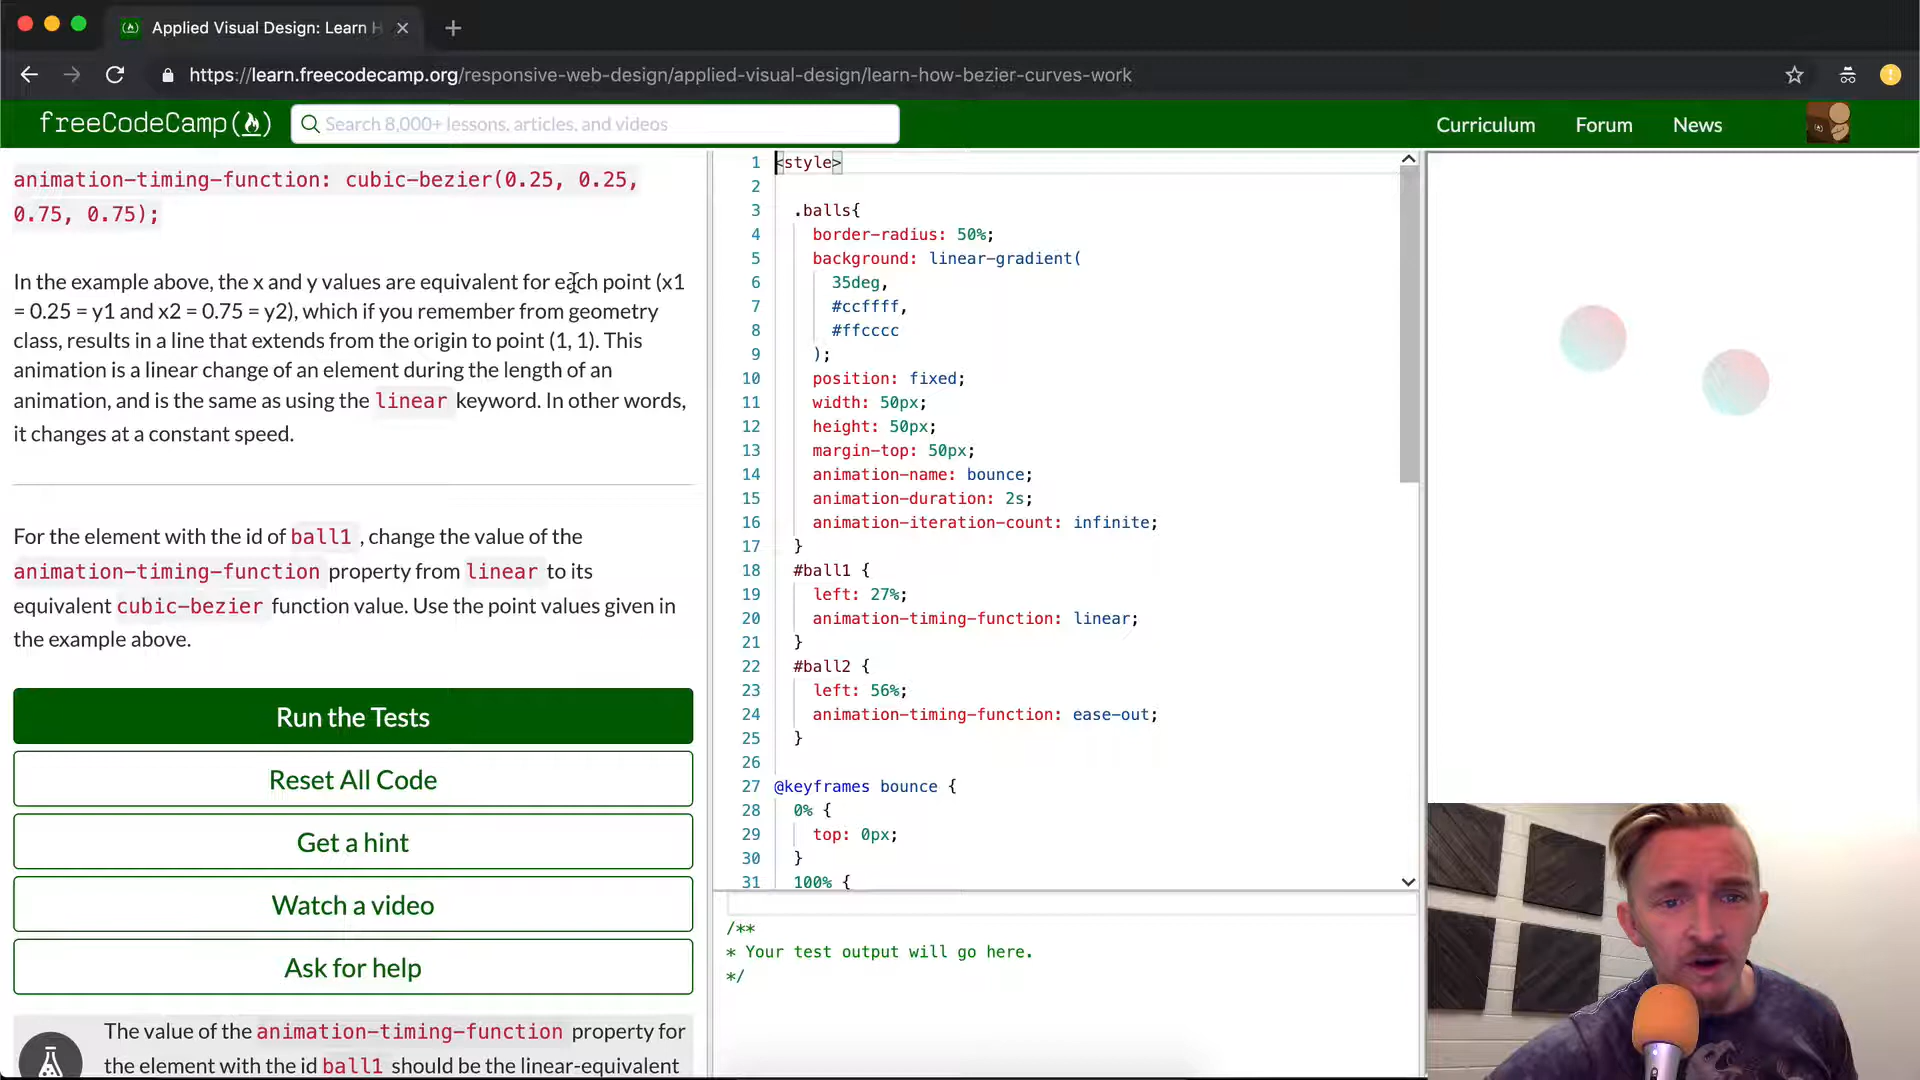 Applied Visual Design: Learn H
https://learn.freecodecamp.org/responsive-web-design/applied-visual-design/learn-how-bezier-curves-work
freeCodeCamp
Search 8,000+ lessons, articles, and videos
Curriculum
Forum
News
animation-timing-function: cubic-bezier(0.25, 0.25,
0.75, 0.75);
In the example above, the x and y values are equivalent for each point (x1
= 0.25 = y1 and x2 = 0.75 = y2), which if you remember from geometry
class, results in a line that extends from the origin to point (1, 1). This
animation is a linear change of an element during the length of an
animation, and is the same as using the linear keyword. In other words,
it changes at a constant speed.
For the element with the id of ball1 , change the value of the
animation-timing-function property from linear to its
equivalent cubic-bezier function value. Use the point values given in
the example above.
Run the Tests
Reset All Code
Get a hint
Watch a video
Ask for help
The value of the animation-timing-function property for
the element with the id ball1 should be the linear-equivalent
1 <style>
2
3 .balls{
4 border-radius: 50%;
5 background: linear-gradient(
6 35deg,
7 #ccffff,
8 #ffcccc
9 );
10 position: fixed;
11 width: 50px;
12 height: 50px;
13 margin-top: 50px;
14 animation-name: bounce;
15 animation-duration: 2s;
16 animation-iteration-count: infinite;
17 }
18 #ball1 {
19 left: 27%;
20 animation-timing-function: linear;
21 }
22 #ball2 {
23 left: 56%;
24 animation-timing-function: ease-out;
25 }
26
27 @keyframes bounce {
28 0% {
29 top: 0px;
30 }
31 100% {
/**
* Your test output will go here.
*/